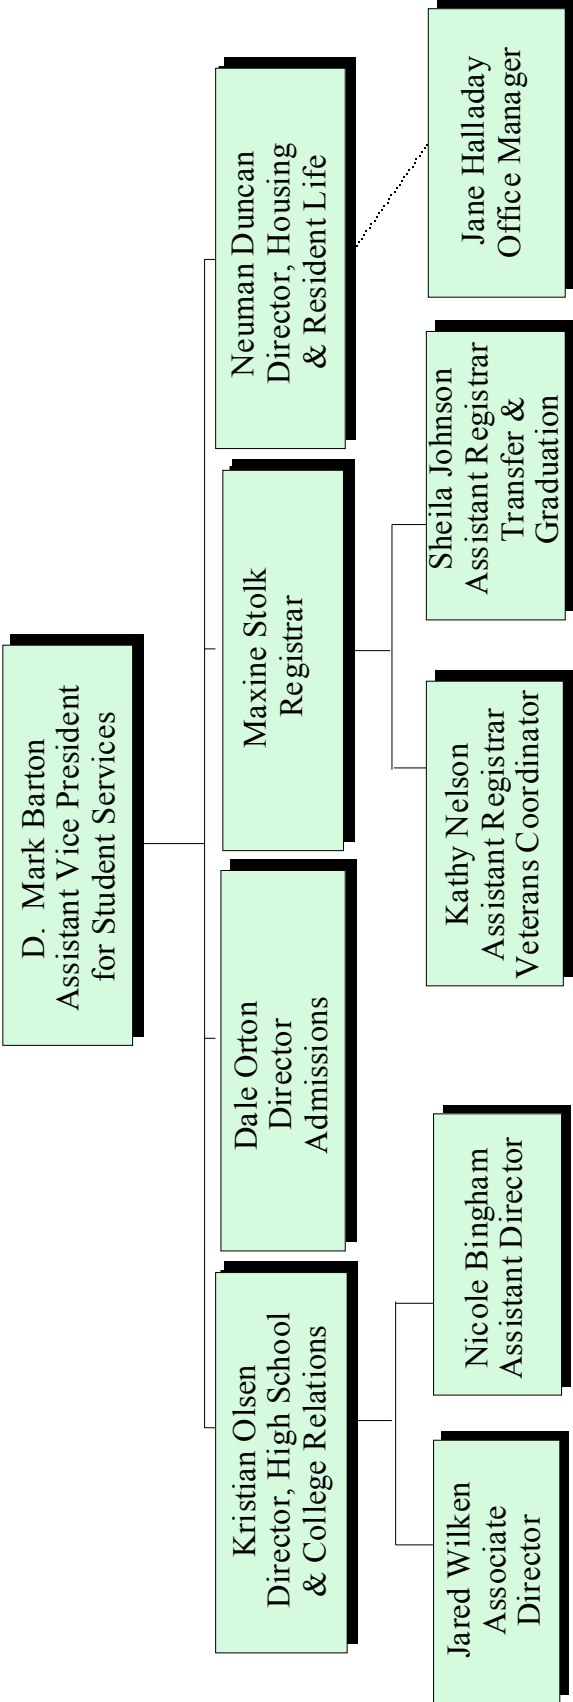 D. Mark Barton
Assistant Vice President
for Student Services
Kristian Olsen
Director, High School
& College Relations
Dale Orton
Director
Admissions
Maxine Stolk
Registrar
Neuman Duncan
Director, Housing
& Resident Life
Jared Wilken
Associate
Director
Nicole Bingham
Assistant Director
Kathy Nelson
Assistant Registrar
Veterans Coordinator
Sheila Johnson
Assistant Registrar
Transfer &
Graduation
Jane Halladay
Office Manager